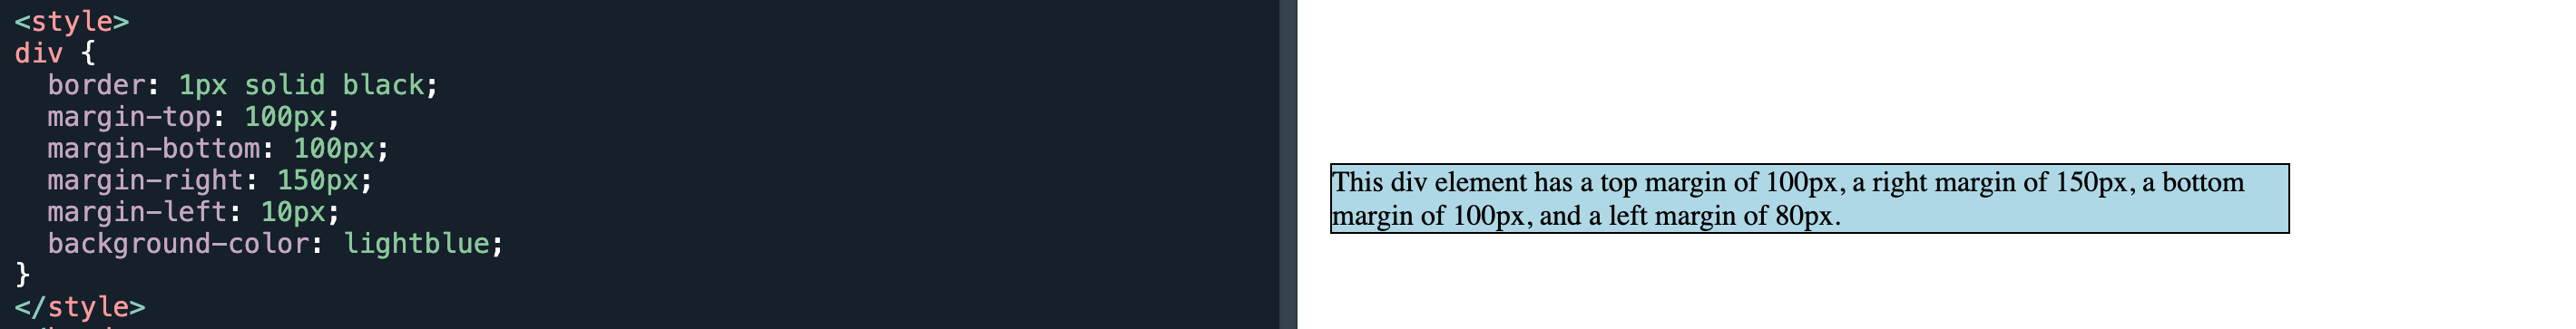 <style>
div {
  border: 1px solid black;
  margin-top: 100px;
  margin-bottom: 100px;
  margin-right: 150px;
  margin-left: 10px;
  background-color: lightblue;
}
</style>
This div element has a top margin of 100px, a right margin of 150px, a bottom
margin of 100px, and a left margin of 80px.